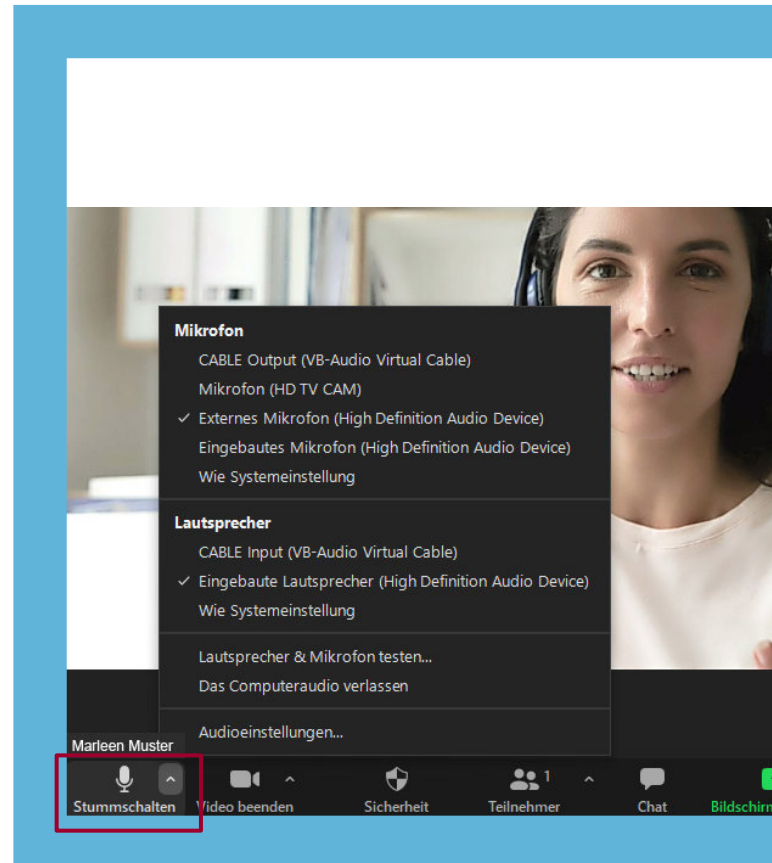 Mikrofon
CABLE Output (VB-Audio Virtual Cable)
Mikrofon (HD TV CAM)
Externes Mikrofon (High Definition Audio Device)
Eingebautes Mikrofon (High Definition Audio Device)
Wie Systemeinstellung
Lautsprecher
CABLE Input (VB-Audio Virtual Cable)
Eingebaute Lautsprecher (High Definition Audio Device)
Wie Systemeinstellung
Lautsprecher & Mikrofon testen...
Das Computeraudio verlassen
Audioeinstellungen...
Marleen Muster
1
Stummschalten Video beenden Sicherheit Teilnehmer Chat